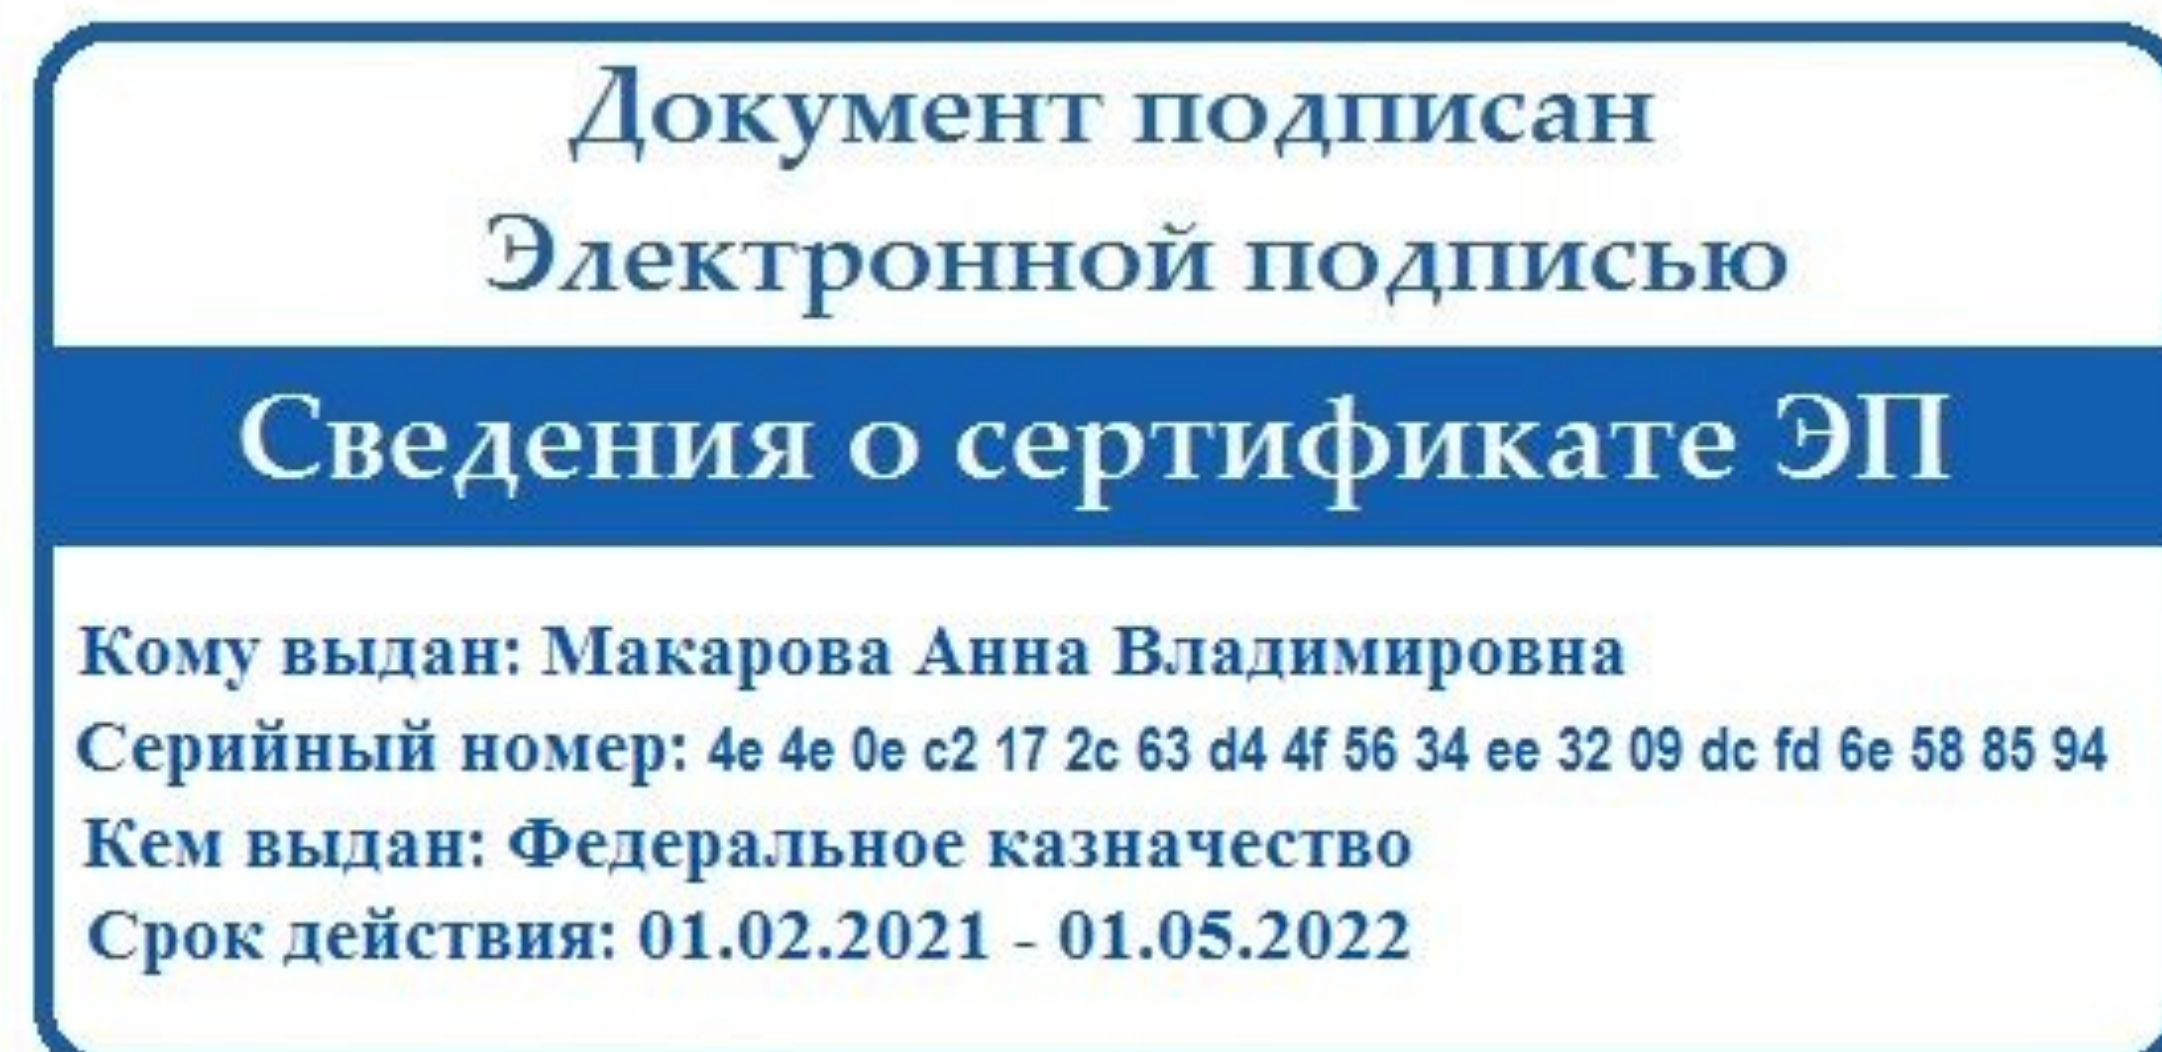 Документ подписан
Электронной подписью
Сведения о сертификате ЭП
Кому выдан: Макарова Анна Владимировна
Серийный номер: 4e 4e 0e c2 17 2c 63 d4 4f 56 34 ee 32 09 dc fd 6e 58 85 94
Кем выдан: Федеральное казначество
Срок действия: 01.02.2021 - 01.05.2022